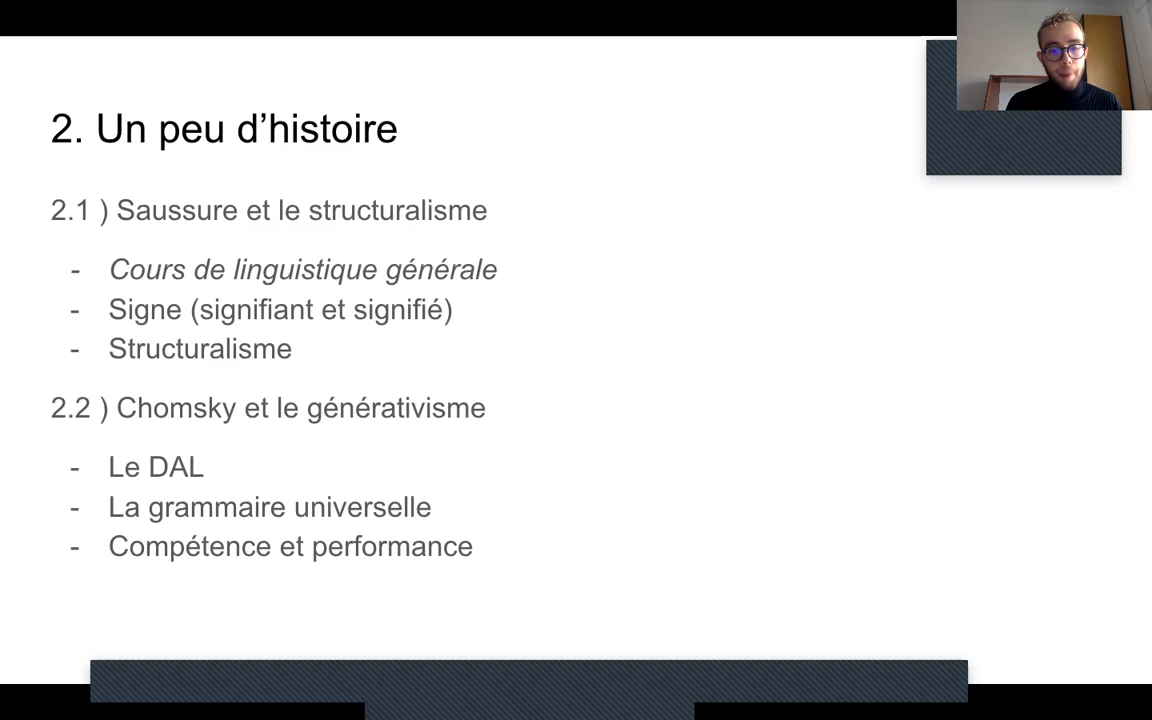 2. Un peu d’histoire
2.1 ) Saussure et le structuralisme
- Cours de linguistique générale
- Signe (signifiant et signifié)
- Structuralisme
2.2 ) Chomsky et le générativisme
- Le DAL
- La grammaire universelle
- Compétence et performance